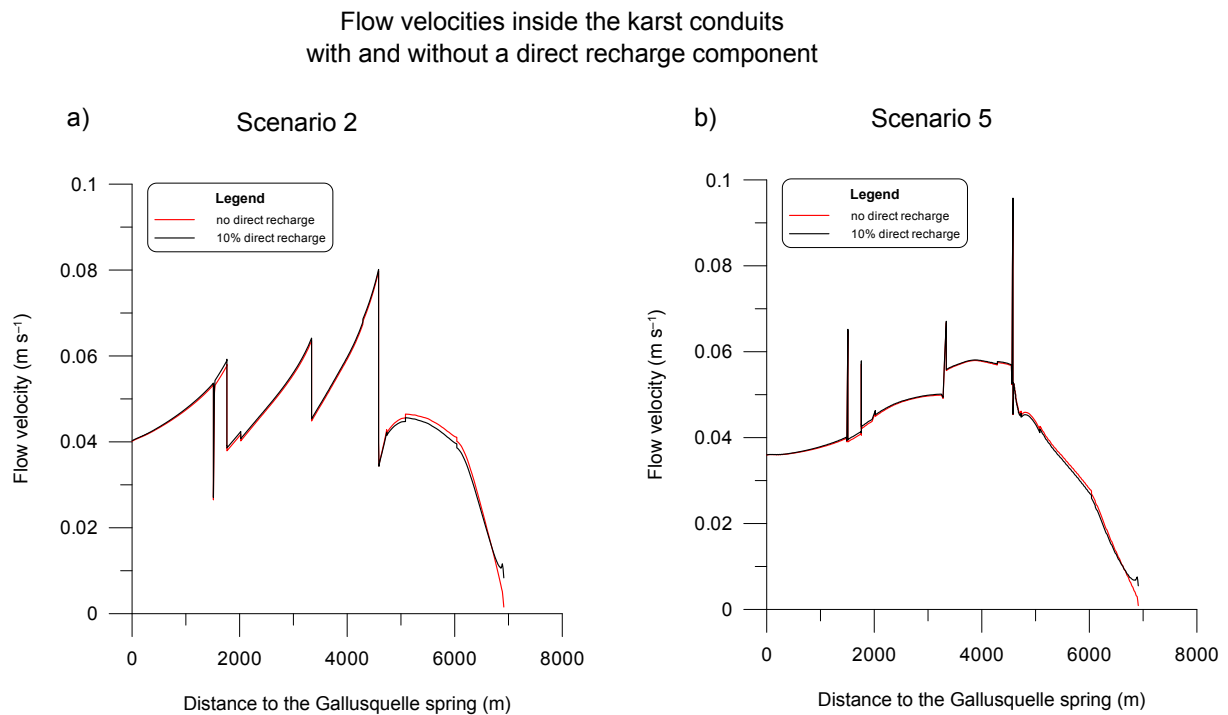 Flow velocities inside the karst conduits
with and without a direct recharge component
a)
Scenario 2
Legend
no direct recharge
10% direct recharge
0.1
0.08
0.06
0.04
0.02
0
Flow velocity (m s⁻¹)
0 2000 4000 6000 8000
Distance to the Gallusquelle spring (m)
b)
Scenario 5
Legend
no direct recharge
10% direct recharge
0.1
0.08
0.06
0.04
0.02
0
Flow velocity (m s⁻¹)
0 2000 4000 6000 8000
Distance to the Gallusquelle spring (m)